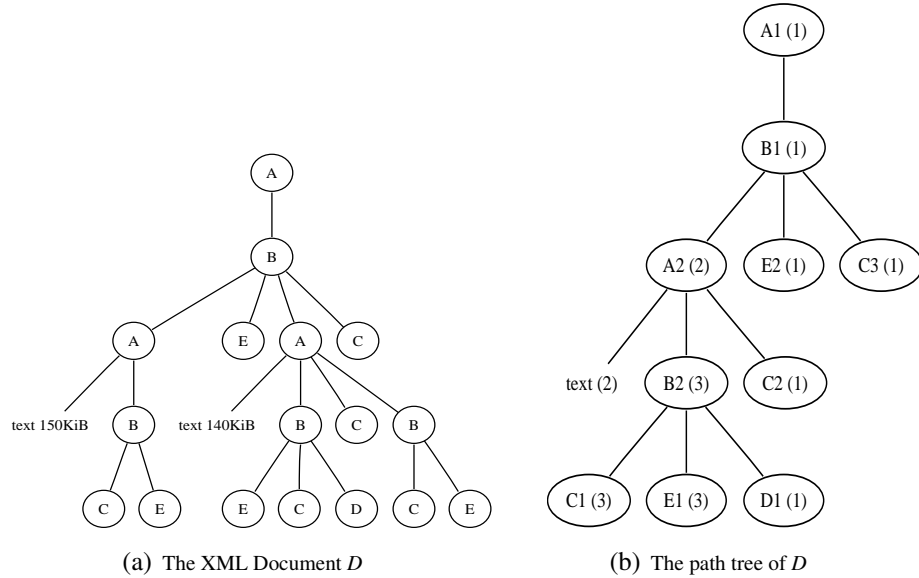 A
B
A E A C
text 150KiB B text 140KiB B C B
C E E C D C E
(a) The XML Document D
A1 (1)
B1 (1)
A2 (2) E2 (1) C3 (1)
text (2) B2 (3) C2 (1)
C1 (3) E1 (3) D1 (1)
(b) The path tree of D